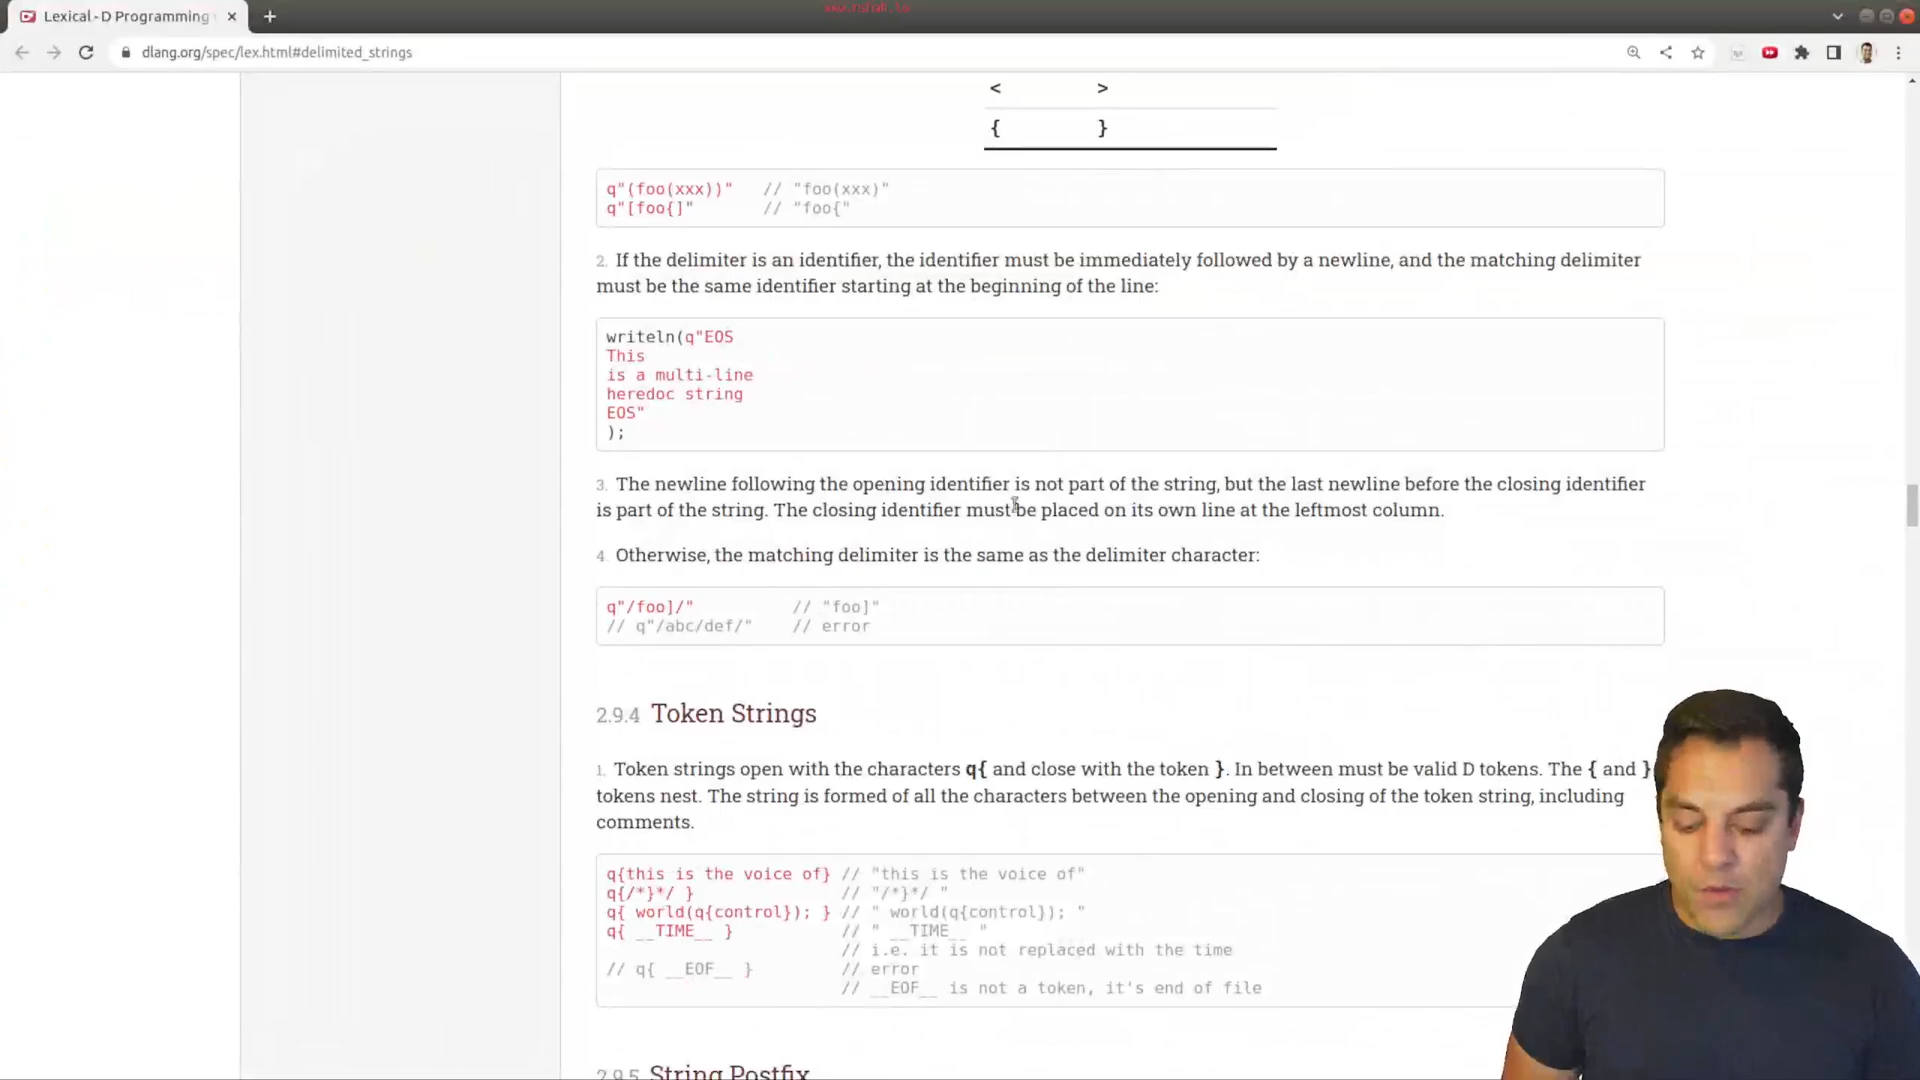 Lexical - D Programming
dlang.org/spec/lex.html#delimited_strings
< >
{ }
q"(foo(xxx))" // "foo(xxx)"
q"[foo{]" // "foo{"
2. If the delimiter is an identifier, the identifier must be immediately followed by a newline, and the matching delimiter
must be the same identifier starting at the beginning of the line:
writeln(q"EOS
This
is a multi-line
heredoc string
EOS"
);
3. The newline following the opening identifier is not part of the string, but the last newline before the closing identifier
is part of the string. The closing identifier must be placed on its own line at the leftmost column.
4. Otherwise, the matching delimiter is the same as the delimiter character:
q"/foo]/" // "foo]"
// q"/abc/def/" // error
2.9.4 Token Strings
1. Token strings open with the characters q{ and close with the token }. In between must be valid D tokens. The { and }
tokens nest. The string is formed of all the characters between the opening and closing of the token string, including
comments.
q{this is the voice of} // "this is the voice of"
q{/*}*/ } // "/*}*/ "
q{ world(q{control}); } // " world(q{control}); "
q{ __TIME__ } // " __TIME__ "
// i.e. it is not replaced with the time
// q{ __EOF__ } // error
// __EOF__ is not a token, it's end of file
2.9.5 String Postfix